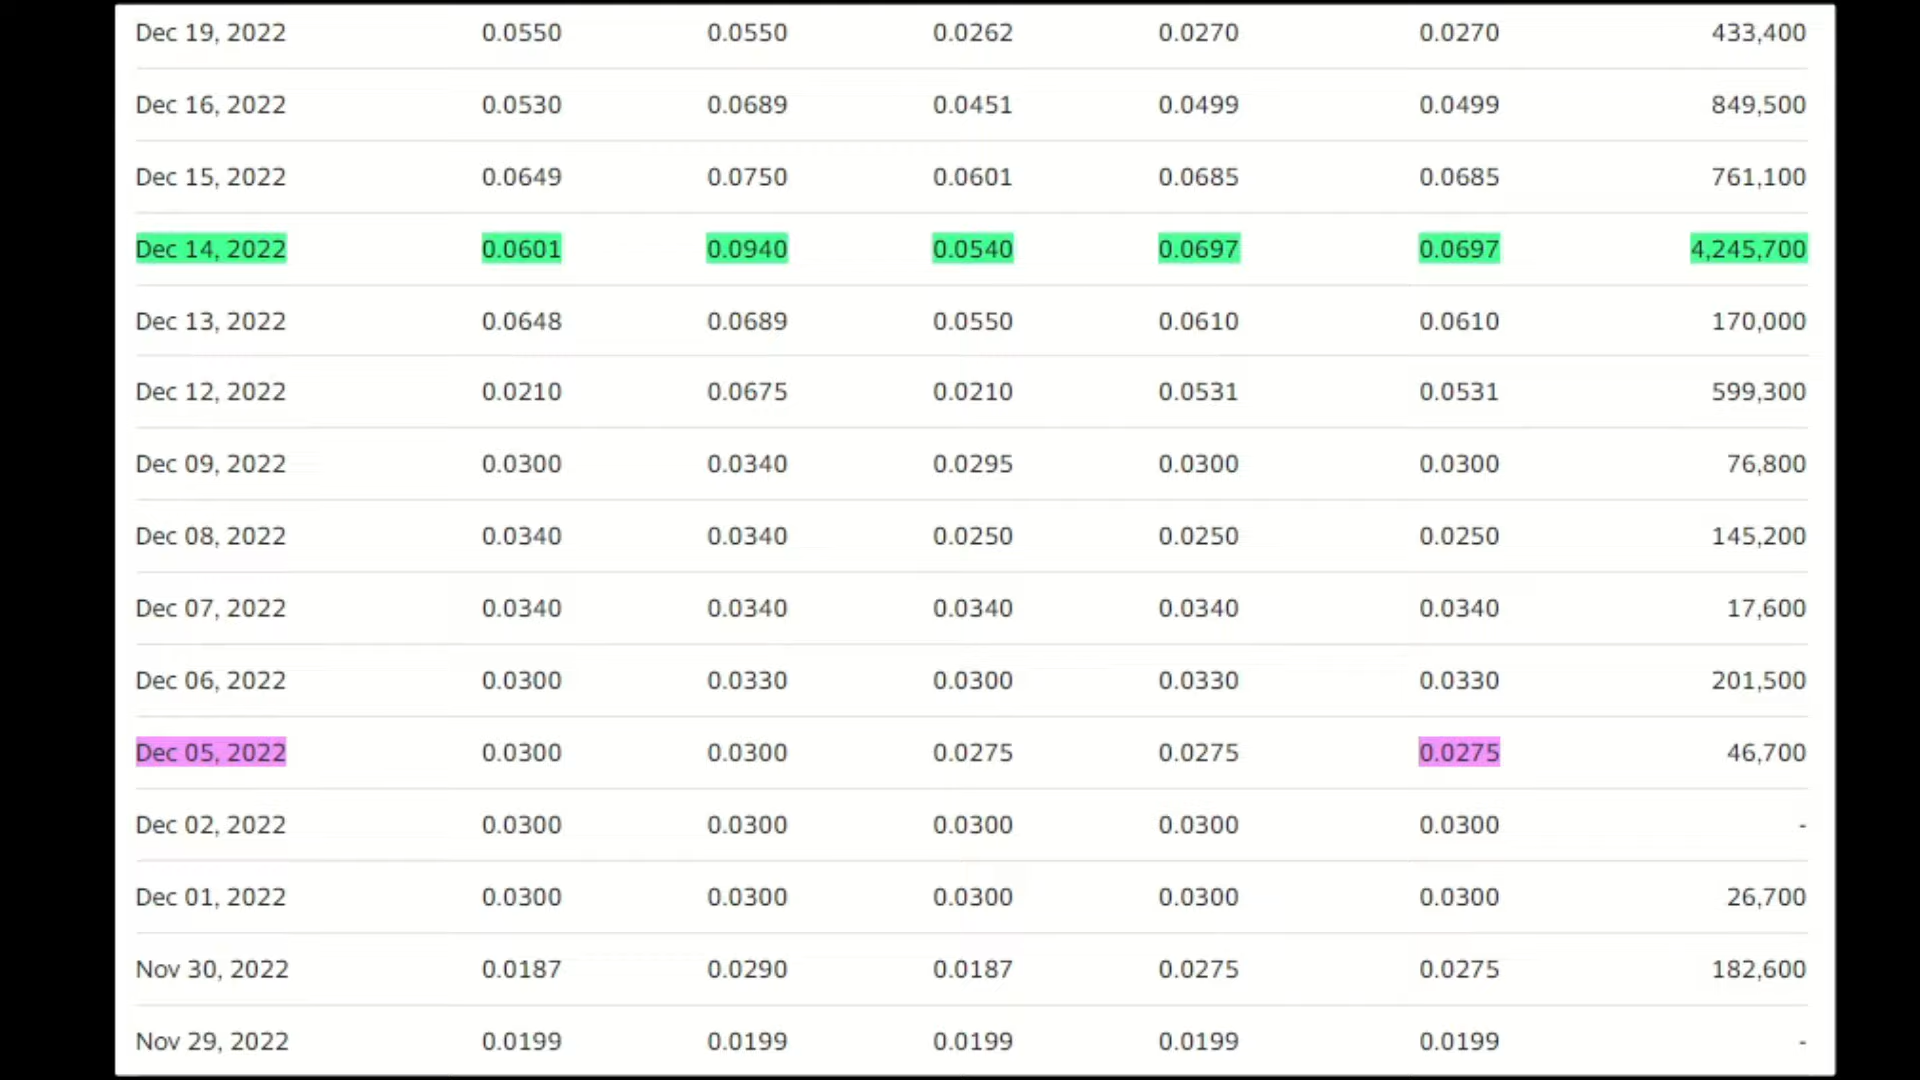 Dec 19, 2022 0.0550 0.0550 0.0262 0.0270 0.0270 433,400
Dec 16, 2022 0.0530 0.0689 0.0451 0.0499 0.0499 849,500
Dec 15, 2022 0.0649 0.0750 0.0601 0.0685 0.0685 761,100
Dec 14, 2022 0.0601 0.0940 0.0540 0.0697 0.0697 4,245,700
Dec 13, 2022 0.0648 0.0689 0.0550 0.0610 0.0610 170,000
Dec 12, 2022 0.0210 0.0675 0.0210 0.0531 0.0531 599,300
Dec 09, 2022 0.0300 0.0340 0.0295 0.0300 0.0300 76,800
Dec 08, 2022 0.0340 0.0340 0.0250 0.0250 0.0250 145,200
Dec 07, 2022 0.0340 0.0340 0.0340 0.0340 0.0340 17,600
Dec 06, 2022 0.0300 0.0330 0.0300 0.0330 0.0330 201,500
Dec 05, 2022 0.0300 0.0300 0.0275 0.0275 0.0275 46,700
Dec 02, 2022 0.0300 0.0300 0.0300 0.0300 0.0300 -
Dec 01, 2022 0.0300 0.0300 0.0300 0.0300 0.0300 26,700
Nov 30, 2022 0.0187 0.0290 0.0187 0.0275 0.0275 182,600
Nov 29, 2022 0.0199 0.0199 0.0199 0.0199 0.0199 -